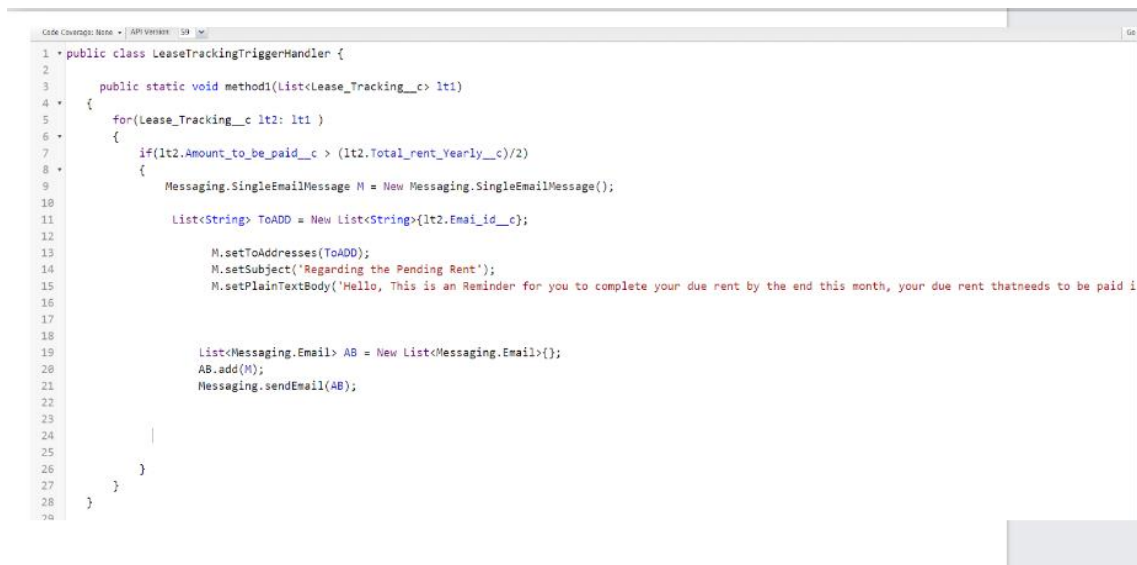 Code Coverage: None API Version: 59 Go
1 public class LeaseTrackingTriggerHandler {
2
3 public static void method1(List<Lease_Tracking__c> lt1)
4 {
5 for(Lease_Tracking__c lt2: lt1 )
6 {
7 if(lt2.Amount_to_be_paid__c > (lt2.Total_rent_Yearly__c)/2)
8 {
9 Messaging.SingleEmailMessage M = New Messaging.SingleEmailMessage();
10
11 List<String> ToADD = New List<String>{lt2.Emai_id__c};
12
13 M.setToAddresses(ToADD);
14 M.setSubject('Regarding the Pending Rent');
15 M.setPlainTextBody('Hello, This is an Reminder for you to complete your due rent by the end this month, your due rent thatneeds to be paid i
16
17
18
19 List<Messaging.Email> AB = New List<Messaging.Email>{};
20 AB.add(M);
21 Messaging.sendEmail(AB);
22
23
24
25
26 }
27 }
28 }
29